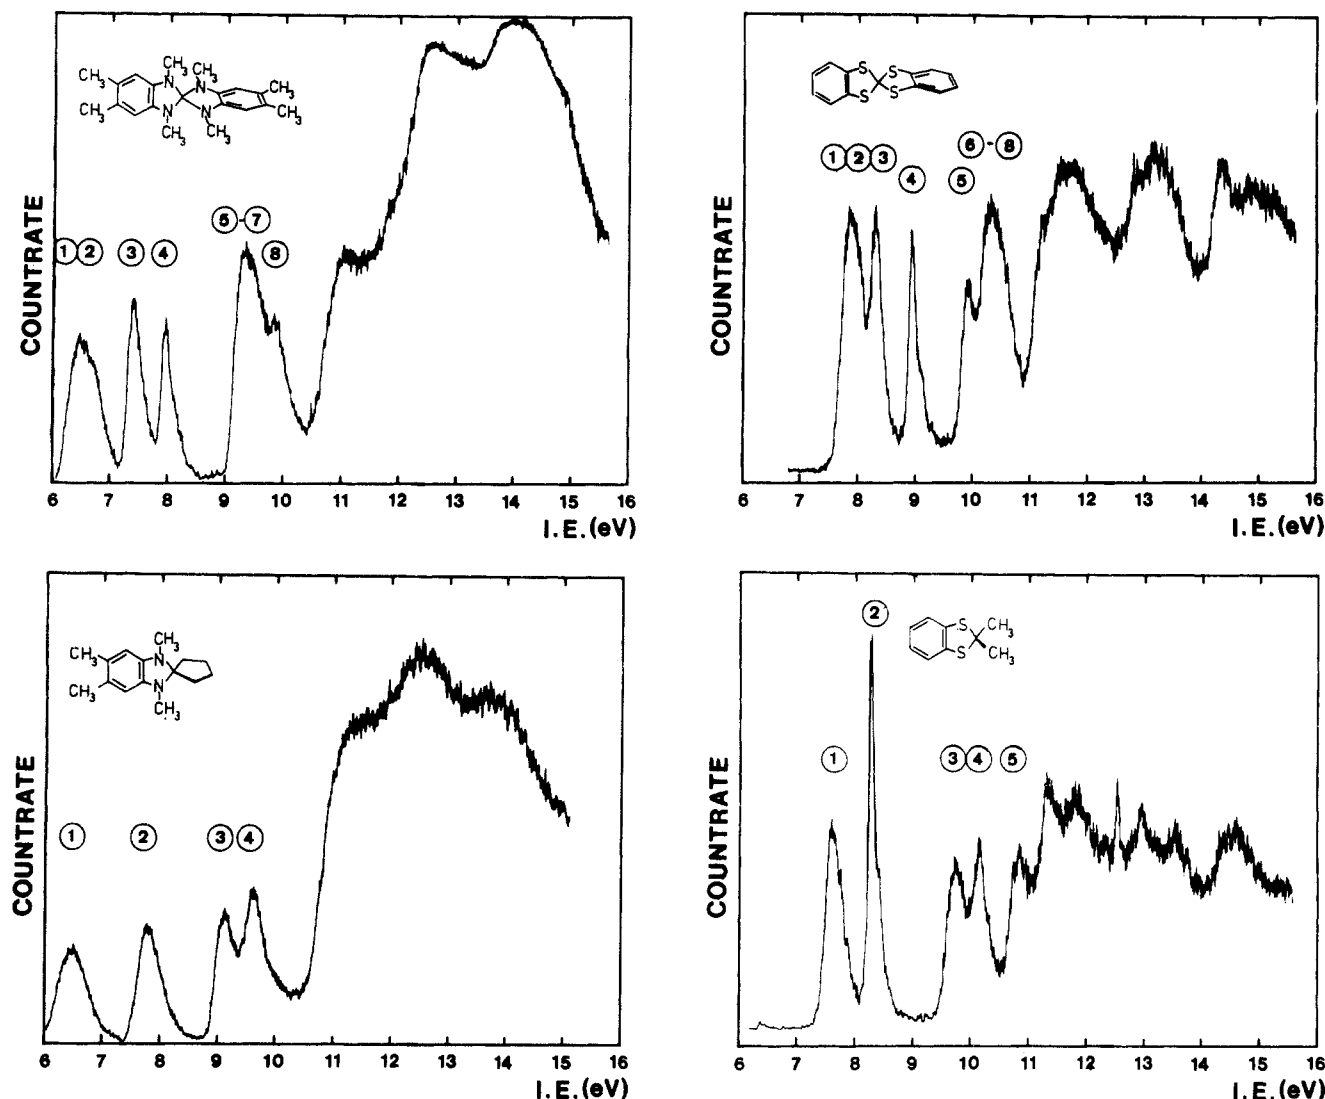 CH₃ CH₃ CH₃ CH₃
N N N N
CH₃ CH₃ CH₃ CH₃
① ② ③ ④ ⑤-⑦ ⑧
COUNTRATE
6 7 8 9 10 11 12 13 14 15 16
I.E.(eV)
S S
S S
① ② ③ ④ ⑤ ⑥-⑧
COUNTRATE
6 7 8 9 10 11 12 13 14 15 16
I.E.(eV)
CH₃ CH₃
N
N
CH₃ CH₃
① ② ③ ④
COUNTRATE
6 7 8 9 10 11 12 13 14 15 16
I.E.(eV)
②
S CH₃
S CH₃
① ③ ④ ⑤
COUNTRATE
6 7 8 9 10 11 12 13 14 15 16
I.E.(eV)